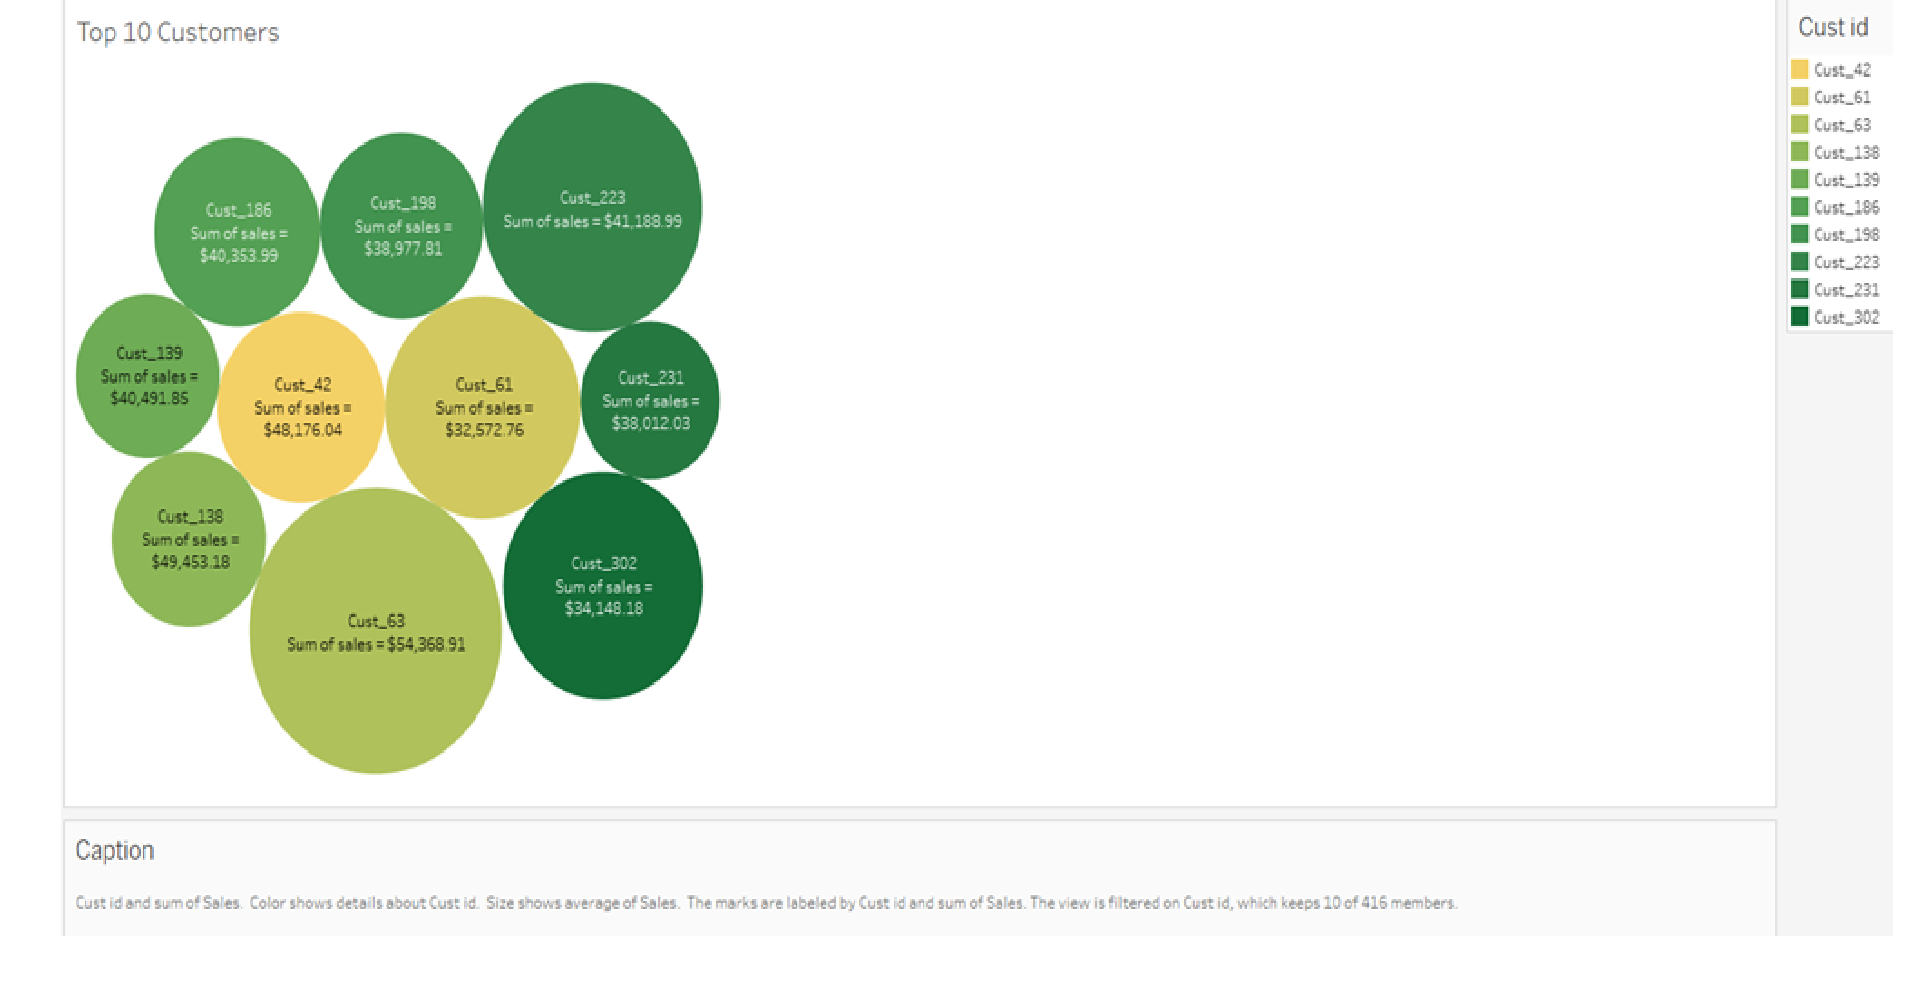 Top 10 Customers
Cust_186
Sum of sales =
$40,353.99
Cust_198
Sum of sales =
$38,977.81
Cust_223
Sum of sales = $41,188.99
Cust_139
Sum of sales =
$40,491.85
Cust_42
Sum of sales =
$48,176.04
Cust_61
Sum of sales =
$32,572.76
Cust_231
Sum of sales =
$38,012.03
Cust_138
Sum of sales =
$49,453.18
Cust_63
Sum of sales = $54,368.91
Cust_302
Sum of sales =
$34,148.18
Cust id
Cust_42
Cust_61
Cust_63
Cust_138
Cust_139
Cust_186
Cust_198
Cust_223
Cust_231
Cust_302
Caption
Cust id and sum of Sales. Color shows details about Cust id. Size shows average of Sales. The marks are labeled by Cust id and sum of Sales. The view is filtered on Cust id, which keeps 10 of 416 members.